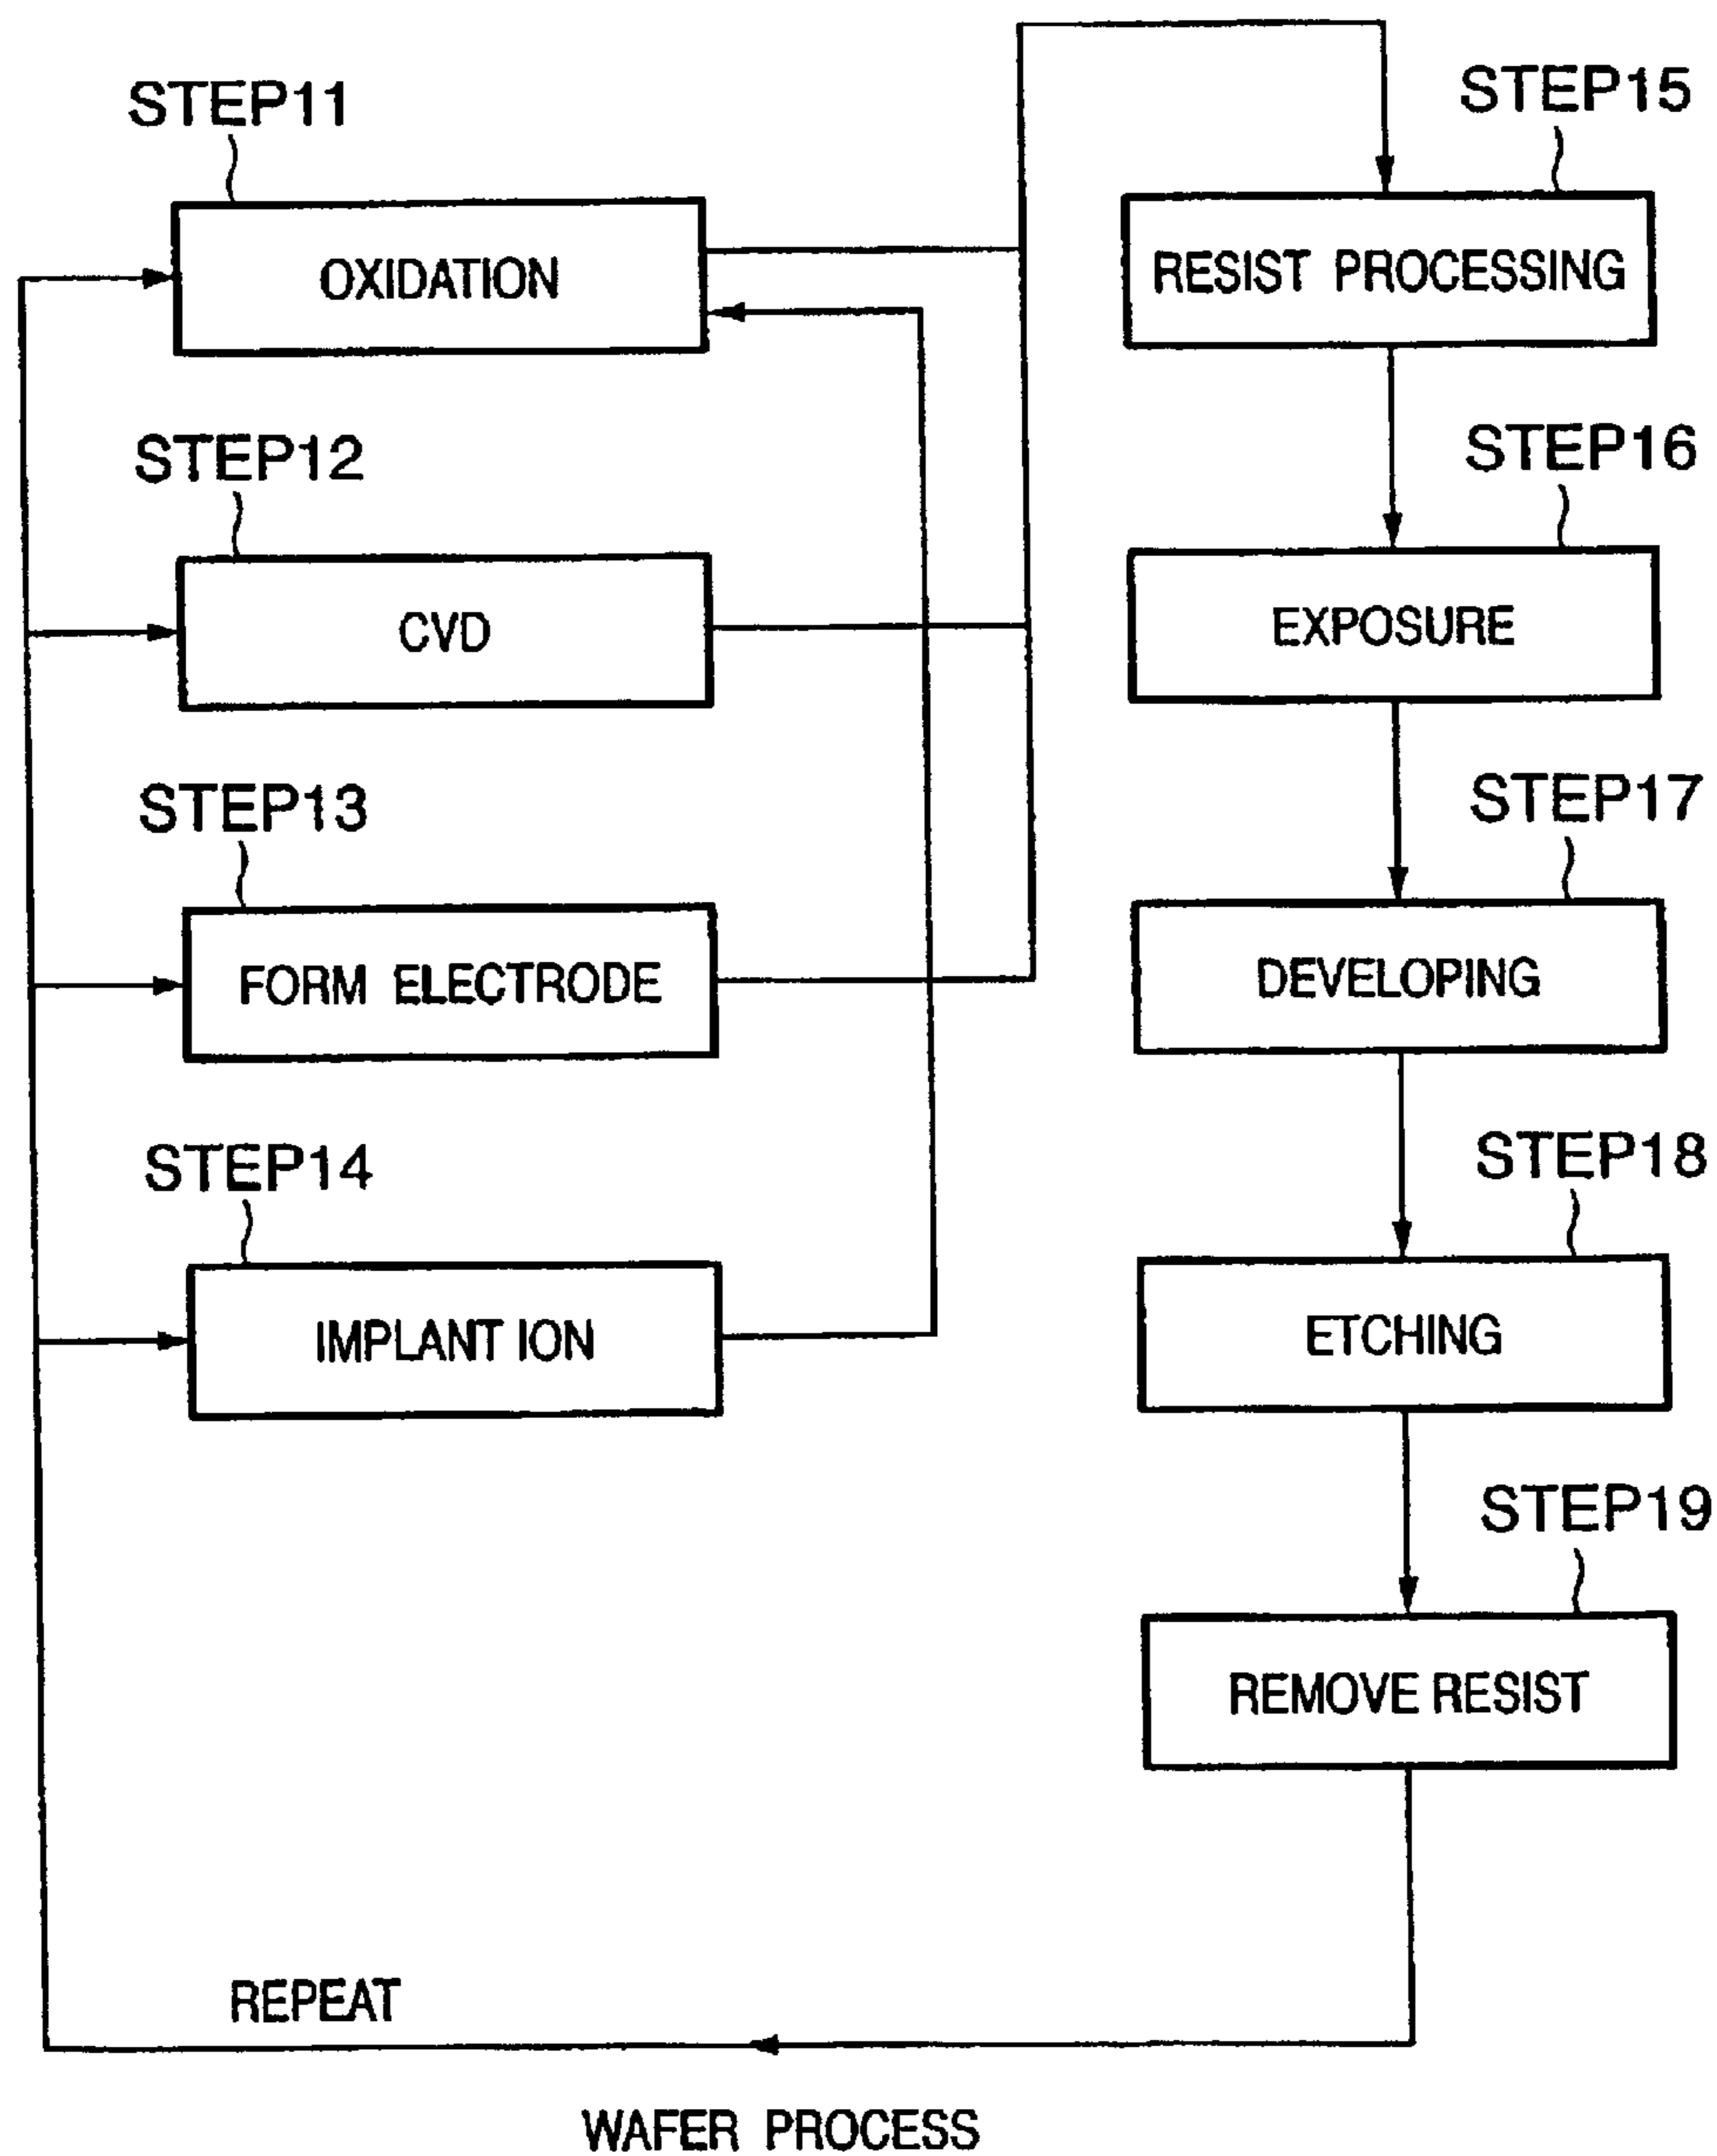 STEP11
OXIDATION
STEP12
CVD
STEP13
FORM ELECTRODE
STEP14
IMPLANT ION
STEP15
RESIST PROCESSING
STEP16
EXPOSURE
STEP17
DEVELOPING
STEP18
ETCHING
STEP19
REMOVE RESIST
REPEAT
WAFER PROCESS